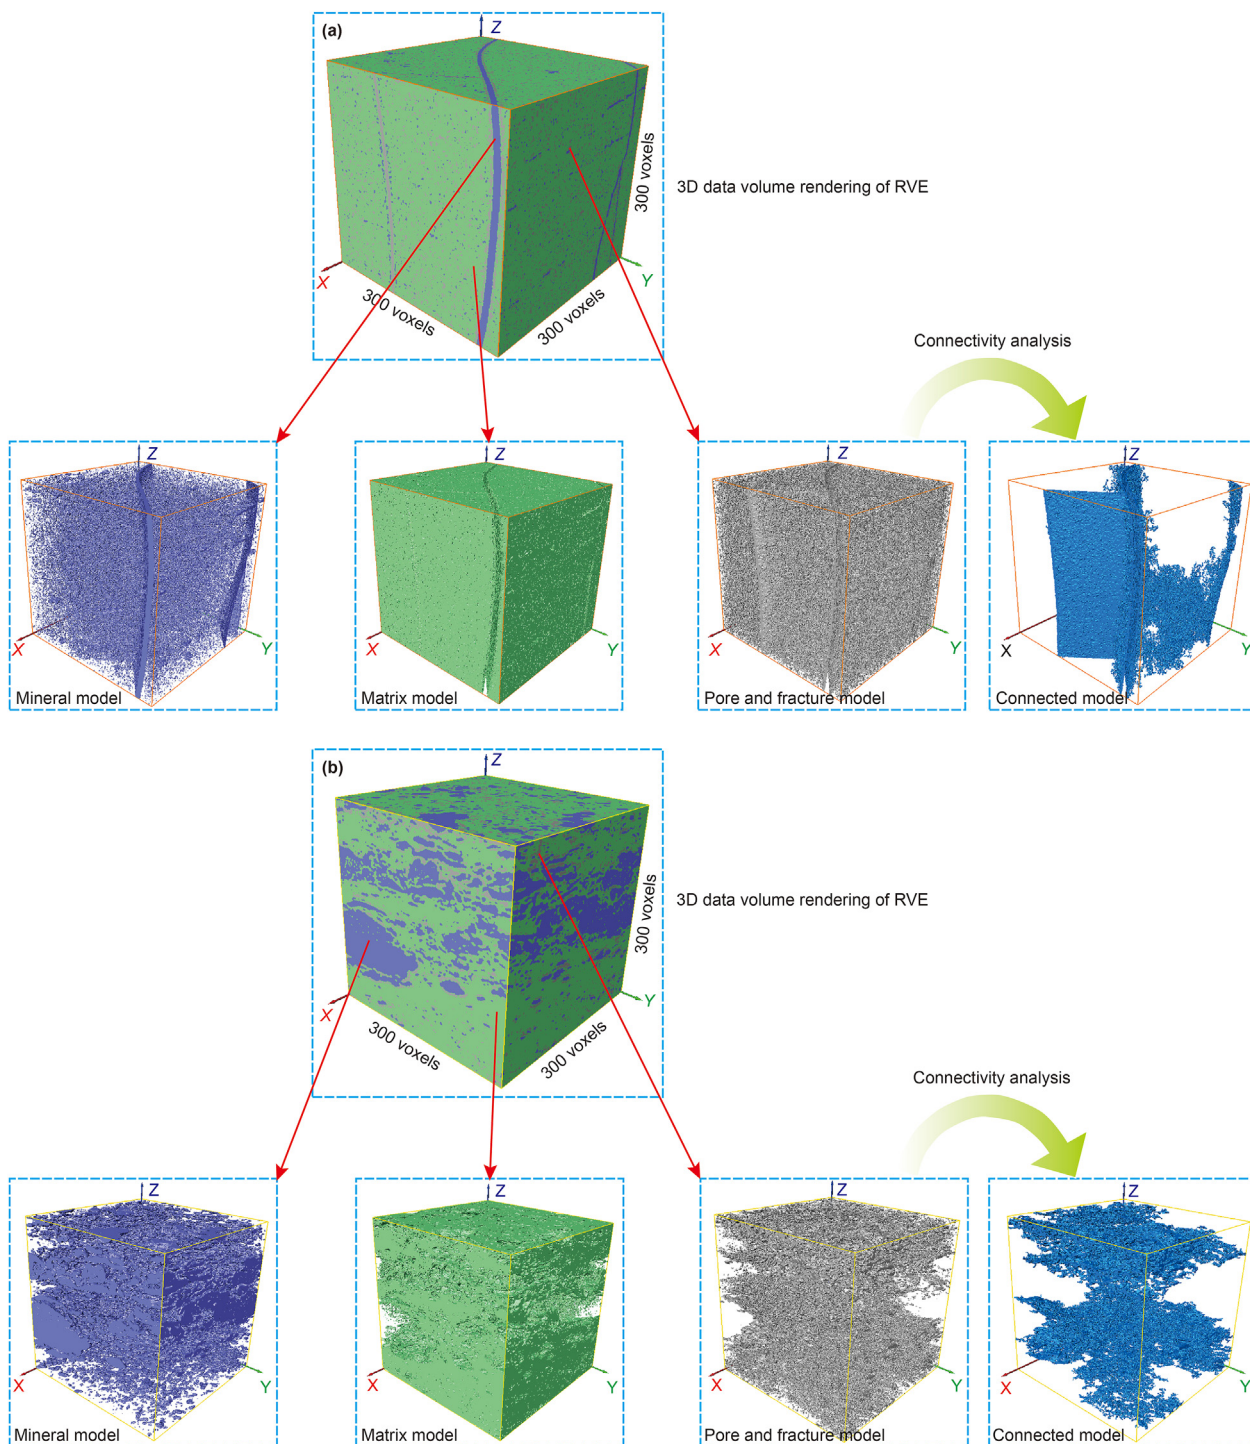 (a)
Z
300 voxels
3D data volume rendering of RVE
X
Y
300 voxels
300 voxels
Connectivity analysis
Z
Z
Z
Z
X
Y
X
Y
X
Y
X
Y
Mineral model
Matrix model
Pore and fracture model
Connected model
(b)
Z
300 voxels
3D data volume rendering of RVE
X
Y
300 voxels
300 voxels
Connectivity analysis
Z
Z
Z
Z
X
Y
X
Y
X
Y
X
Y
Mineral model
Matrix model
Pore and fracture model
Connected model